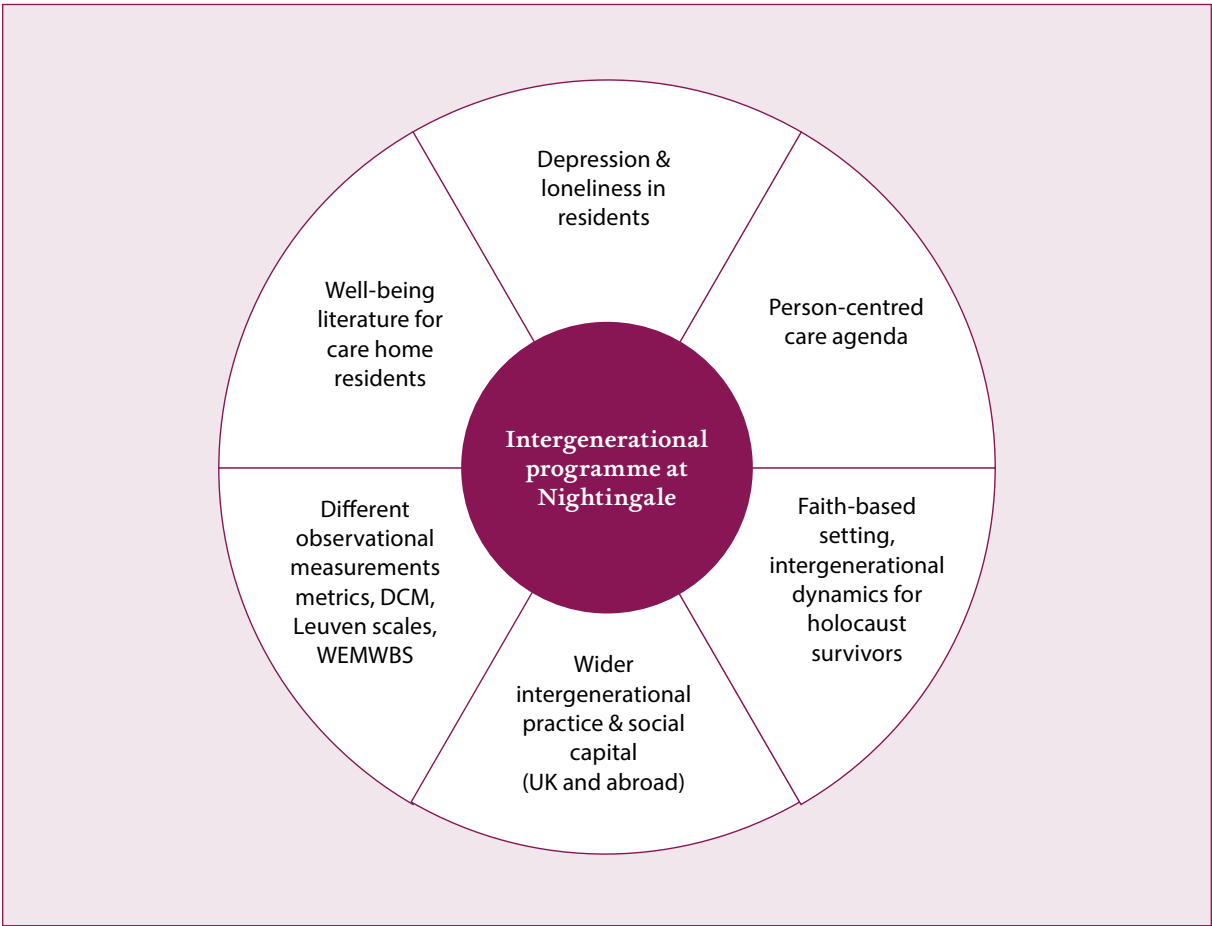 Depression &
loneliness in
residents
Person-centred
care agenda
Faith-based
setting,
intergenerational
dynamics for
holocaust
survivors
Wider
intergenerational
practice & social
capital
(UK and abroad)
Different
observational
measurements
metrics, DCM,
Leuven scales,
WEMWBS
Well-being
literature for
care home
residents
Intergenerational
programme at
Nightingale